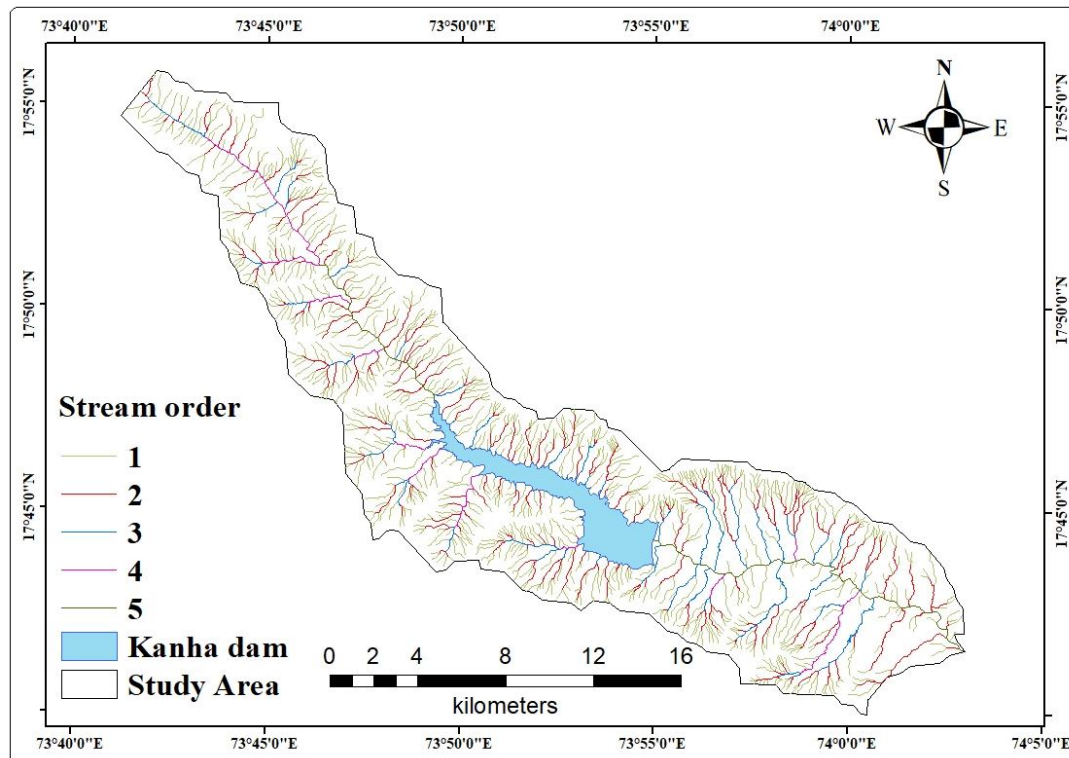 73°40'0"E 73°45'0"E 73°50'0"E 73°55'0"E 74°0'0"E
17°55'0"N 17°55'0"N
N
W E
S
17°50'0"N 17°50'0"N
17°45'0"N 17°45'0"N
Stream order
1
2
3
4
5
Kanha dam
Study Area
0 2 4 8 12 16
kilometers
73°40'0"E 73°45'0"E 73°50'0"E 73°55'0"E 74°0'0"E 74°5'0"E